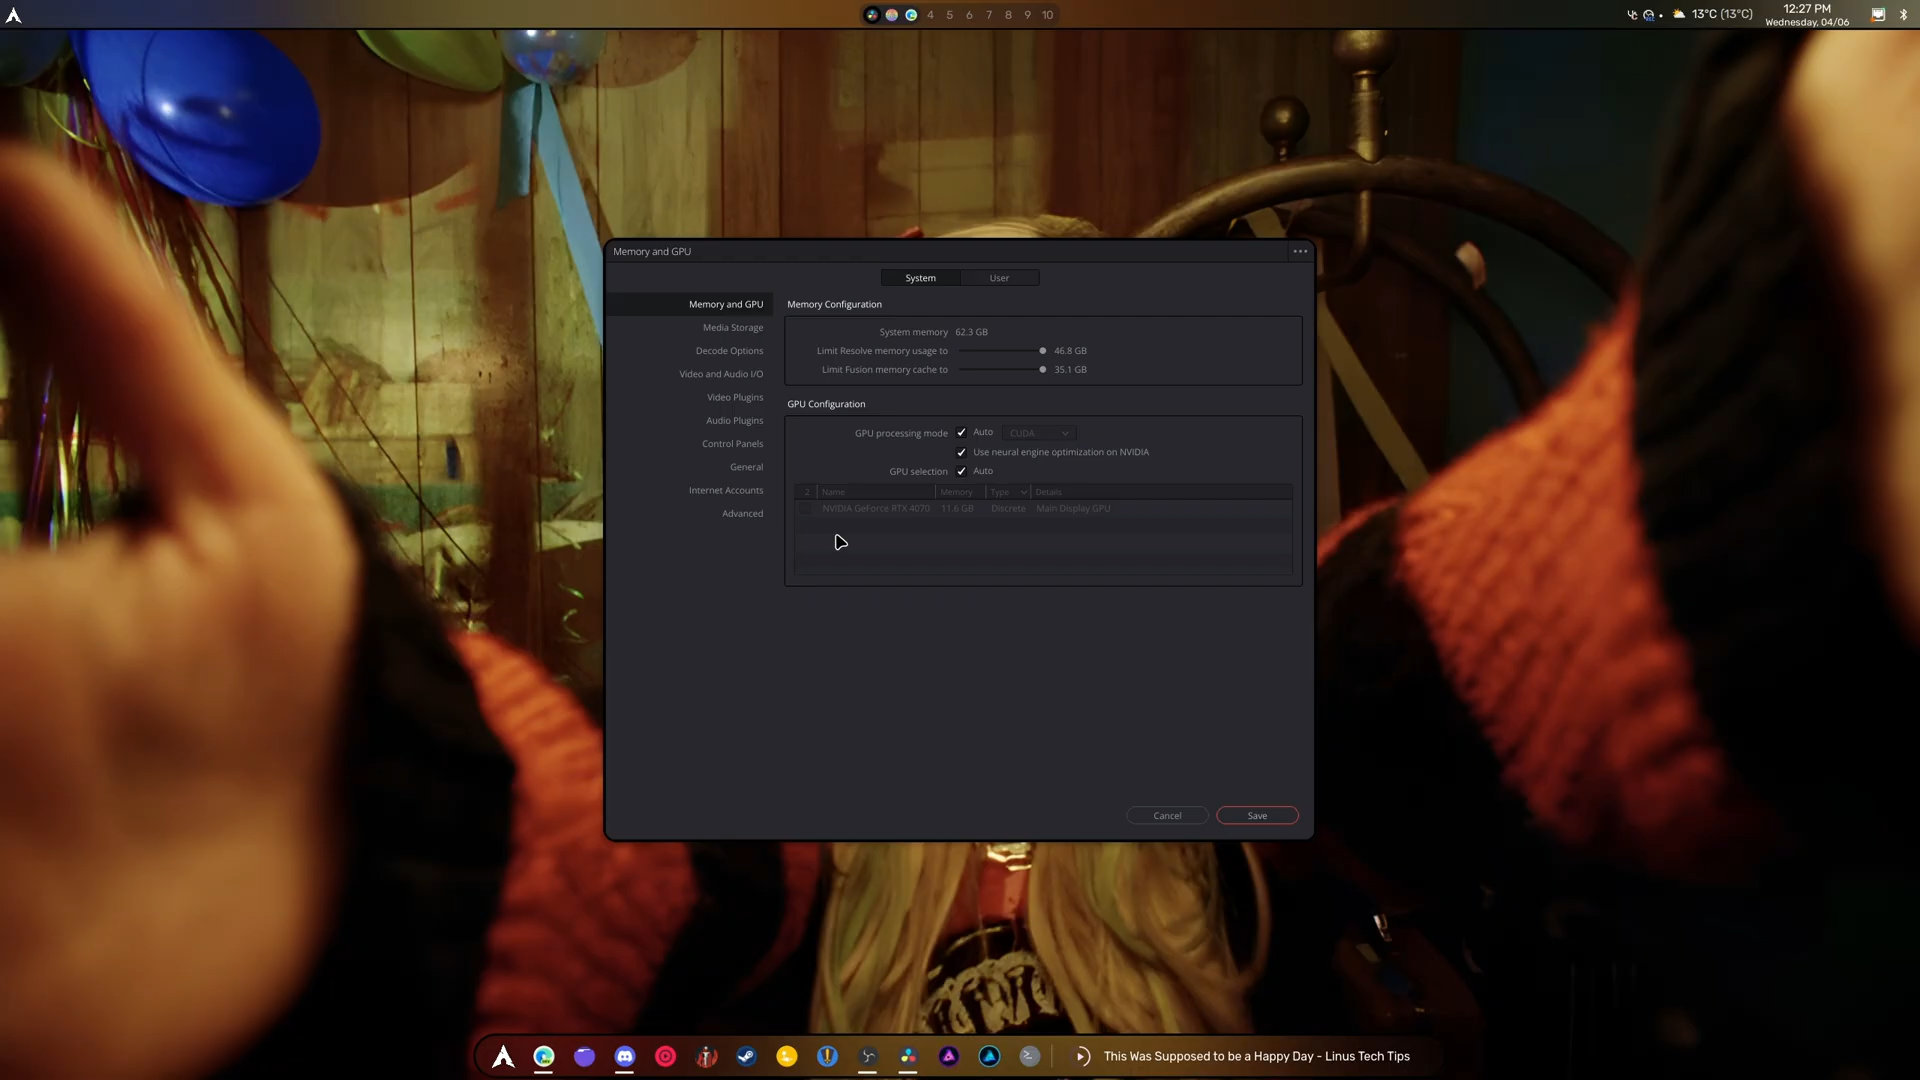 4 5 6 7 8 9 10
13°C (13°C)
12:27 PM
Wednesday, 04/06
Memory and GPU
System User
Memory and GPU
Media Storage
Decode Options
Video and Audio I/O
Video Plugins
Audio Plugins
Control Panels
General
Internet Accounts
Advanced
Memory Configuration
System memory 62.3 GB
Limit Resolve memory usage to 46.8 GB
Limit Fusion memory cache to 35.1 GB
GPU Configuration
GPU processing mode Auto CUDA
Use neural engine optimization on NVIDIA
GPU selection Auto
2 Name Memory Type Details
NVIDIA GeForce RTX 4070 11.6 GB Discrete Main Display GPU
Cancel Save
This Was Supposed to be a Happy Day - Linus Tech Tips